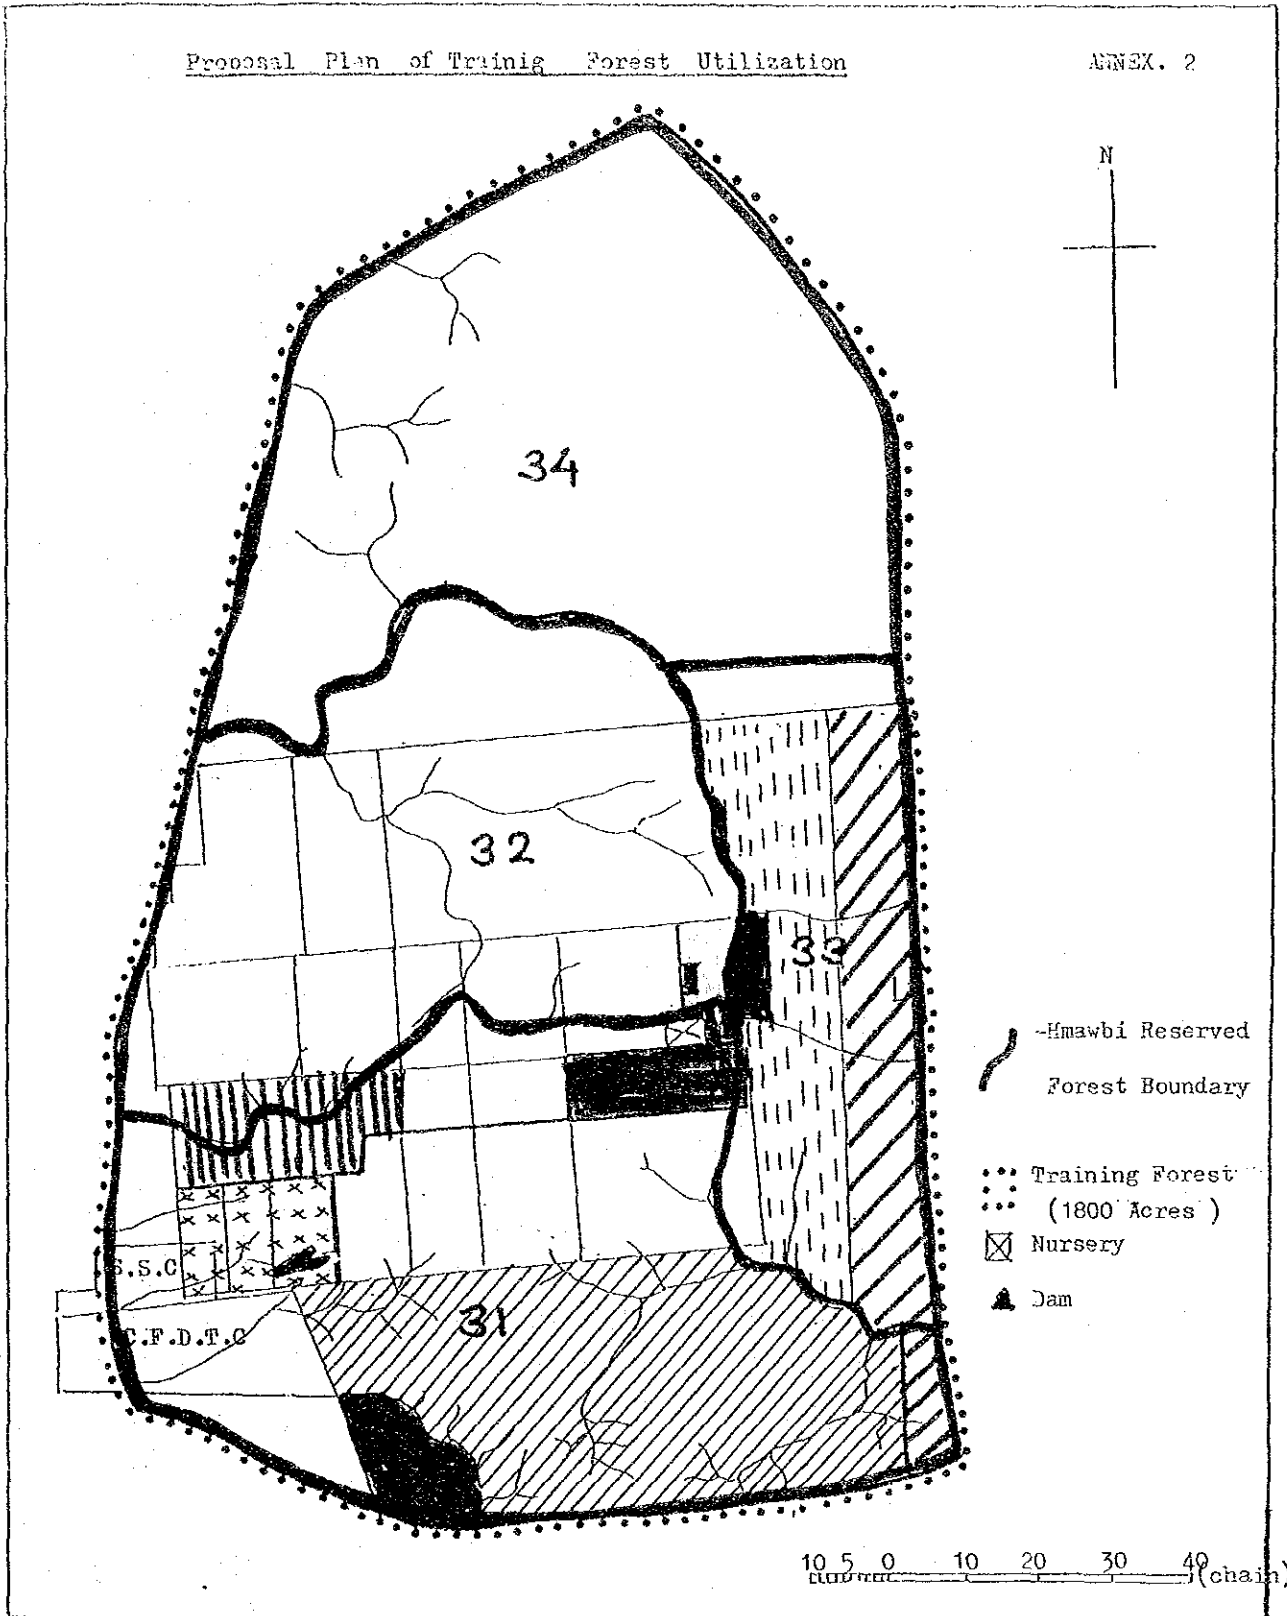 Proposal Plan of Trainig Forest Utilization
ANNEX. 2
N
34
32
33
-Hmawbi Reserved
Forest Boundary
Training Forest
(1800 Acres)
S.S.C
Nursery
Dam
31
C.F.D.T.C
10 5 0 10 20 30 40 (chain)